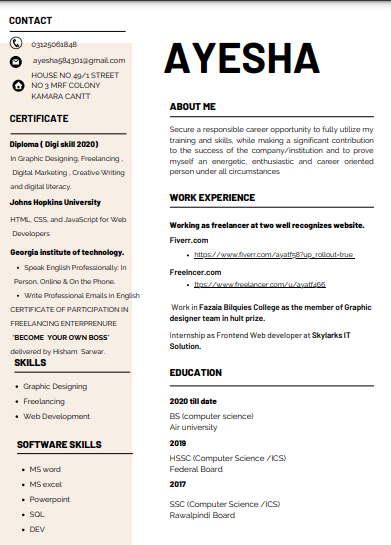 CONTACT
03125061848
ayesha584301@gmail.com
HOUSE NO 49/1 STREET
NO 3 MRF COLONY
KAMARA CANTT
CERTIFICATE
Diploma ( Digi skill 2020)
In Graphic Designing, Freelancing ,
Digital Marketing , Creative Writing
and digital literacy.
Johns Hopkins University
HTML, CSS, and JavaScript for Web
Developers
Georgia institute of technology.
• Speak English Professionally: In
Person, Online & On the Phone.
• Write Professional Emails in English
CERTIFICATE OF PARTICIPATION IN
FREELANCING ENTERPRENURE
"BECOME YOUR OWN BOSS"
delivered by Hisham Sarwar.
SKILLS
• Graphic Designing
• Freelancing
• Web Development
SOFTWARE SKILLS
• MS word
• MS excel
• Powerpoint
• SQL
• DEV
AYESHA
ABOUT ME
Secure a responsible career opportunity to fully utilize my
training and skills, while making a significant contribution
to the success of the company/institution and to prove
myself an energetic, enthusiastic and career oriented
person under all circumstances
WORK EXPERIENCE
Working as freelancer at two well recognizes website.
Fiverr.com
• https://www.fiverr.com/ayatf58?up_rollout=true
Freelncer.com
• ttps://www.freelancer.com/u/ayatf466
Work in Fazaia Bilquies College as the member of Graphic
designer team in hult prize.
Internship as Frontend Web developer at Skylarks IT
Solution.
EDUCATION
2020 till date
BS (computer science)
Air university
2019
HSSC (Computer Science /ICS)
Federal Board
2017
SSC (Computer Science /ICS)
Rawalpindi Board